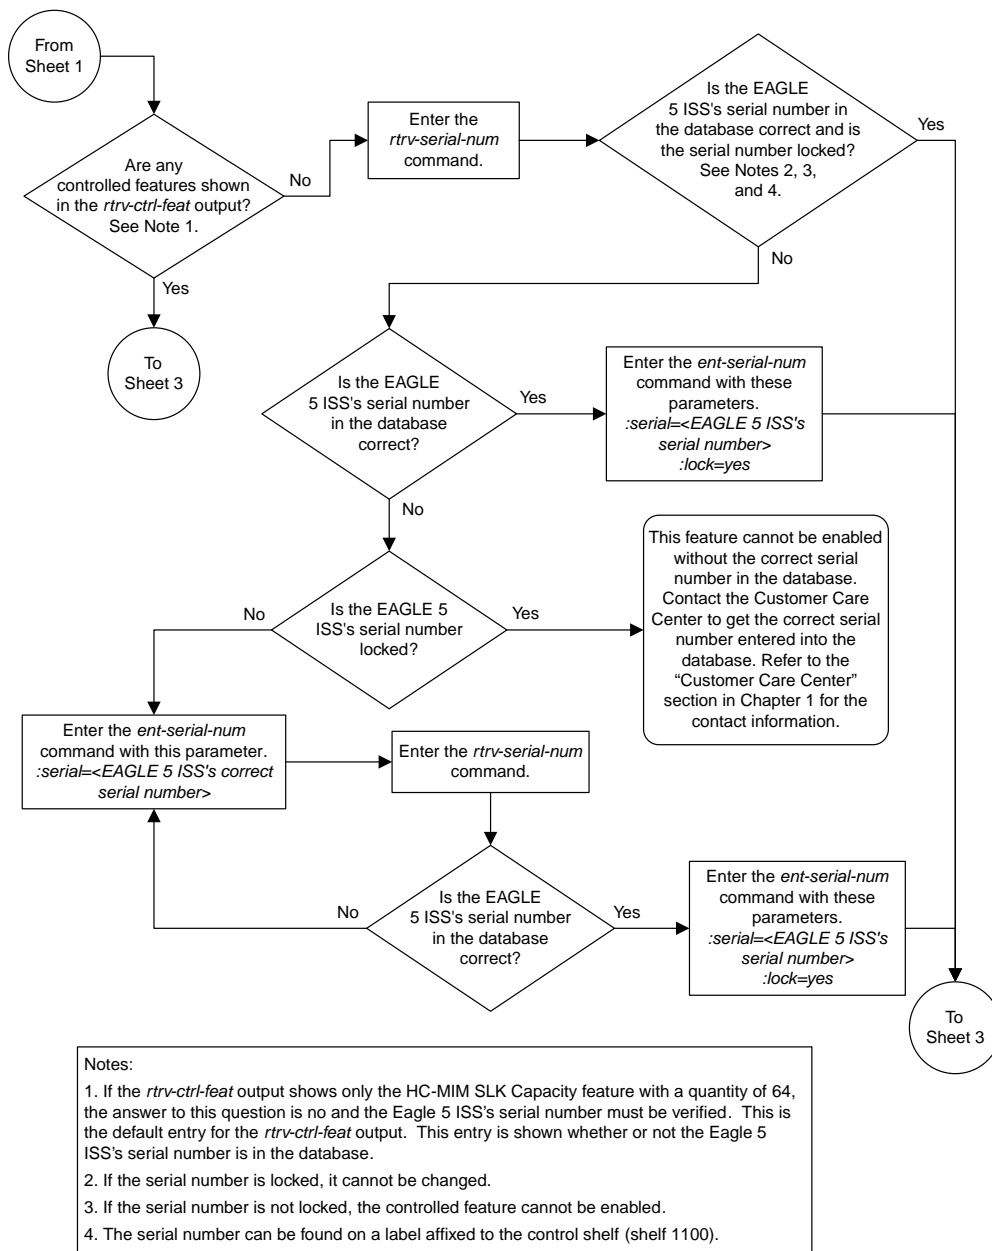 From
Sheet 1
Are any
controlled features shown
in the rtrv-ctrl-feat output?
See Note 1.
No
Yes
To
Sheet 3
Enter the
rtrv-serial-num
command.
Is the EAGLE
5 ISS's serial number in
the database correct and is
the serial number locked?
See Notes 2, 3,
and 4.
Yes
No
Is the EAGLE
5 ISS's serial number
in the database
correct?
Yes
No
Enter the ent-serial-num
command with these
parameters.
:serial=<EAGLE 5 ISS's
serial number>
:lock=yes
Is the EAGLE 5
ISS's serial number
locked?
No
Yes
This feature cannot be enabled
without the correct serial
number in the database.
Contact the Customer Care
Center to get the correct serial
number entered into the
database. Refer to the
“Customer Care Center”
section in Chapter 1 for the
contact information.
Enter the ent-serial-num
command with this parameter.
:serial=<EAGLE 5 ISS's correct
serial number>
Enter the rtrv-serial-num
command.
Is the EAGLE
5 ISS's serial number
in the database
correct?
No
Yes
Enter the ent-serial-num
command with these
parameters.
:serial=<EAGLE 5 ISS's
serial number>
:lock=yes
To
Sheet 3
Notes:
1. If the rtrv-ctrl-feat output shows only the HC-MIM SLK Capacity feature with a quantity of 64,
the answer to this question is no and the Eagle 5 ISS's serial number must be verified.  This is
the default entry for the rtrv-ctrl-feat output.  This entry is shown whether or not the Eagle 5
ISS's serial number is in the database.
2. If the serial number is locked, it cannot be changed.
3. If the serial number is not locked, the controlled feature cannot be enabled.
4. The serial number can be found on a label affixed to the control shelf (shelf 1100).